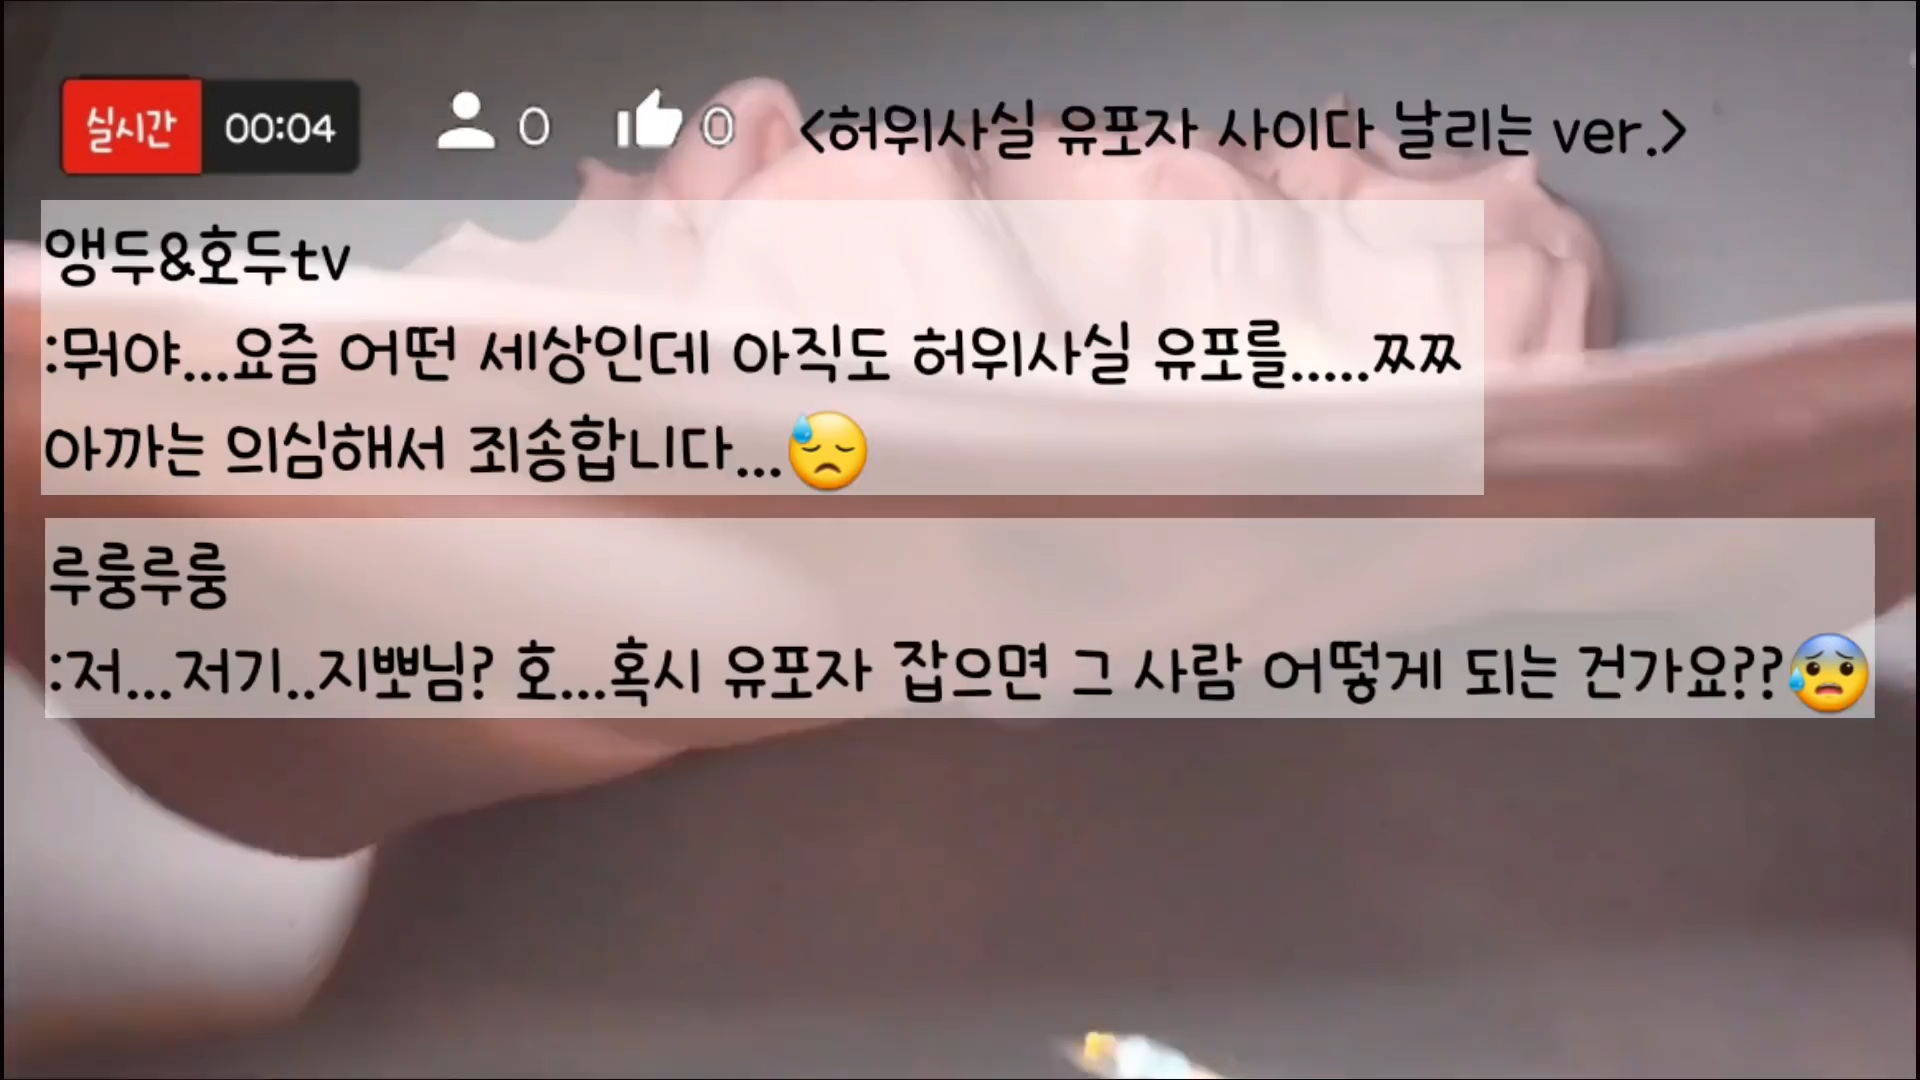 실시간 00:04 0 0 <허위사실 유포자 사이다 날리는 ver.>
앵두&호두tv
:뭐야...요즘 어떤 세상인데 아직도 허위사실 유포를.....쯔쯔
아까는 의심해서 죄송합니다...😓
루룽루룽
:저...저기..지뽀님? 호...혹시 유포자 잡으면 그 사람 어떻게 되는 건가요??😰